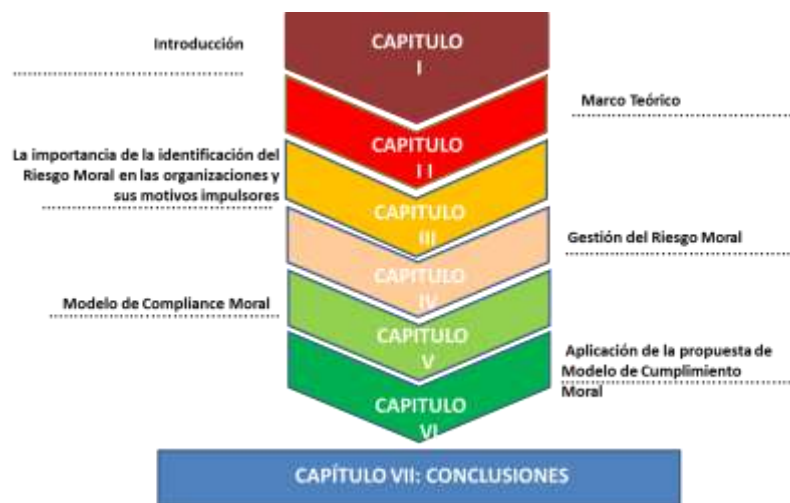 Introducción
CAPITULO
I
Marco Teórico
CAPITULO
I I
La importancia de la identificación del
Riesgo Moral en las organizaciones y
sus motivos impulsores
CAPITULO
III
Gestión del Riesgo Moral
CAPITULO
IV
Modelo de Compliance Moral
CAPITULO
V
Aplicación de la propuesta de
Modelo de Cumplimiento
Moral
CAPITULO
VI
CAPÍTULO VII: CONCLUSIONES